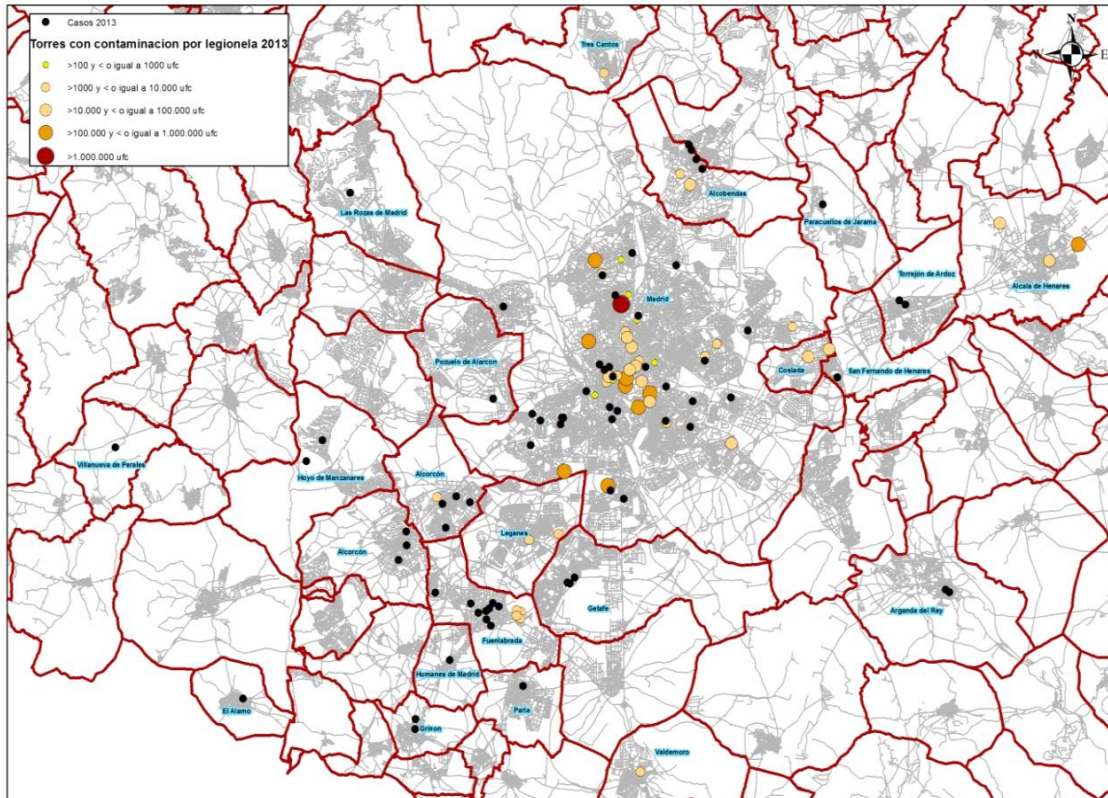 Casos 2013
Torres con contaminacion por legionela 2013
>100 y < o igual a 1000 ufc
>1000 y < o igual a 10.000 ufc
>10.000 y < o igual a 100.000 ufc
>100.000 y < o igual a 1.000.000 ufc
>1.000.000 ufc
N
W
E
S
Tres Cantos
Alcobendas
Las Rozas de Madrid
Paracuellos de Jarama
Torrejón de Ardoz
Alcala de Henares
Madrid
Pozuelo de Alarcon
Coslada
San Fernando de Henares
Villanueva de Perales
Hoyo de Manzanares
Alcorcón
Leganes
Alcorcón
Getafe
Arganda del Rey
Fuenlabrada
Humanes de Madrid
El Alamo
Parla
Griñon
Valdemoro